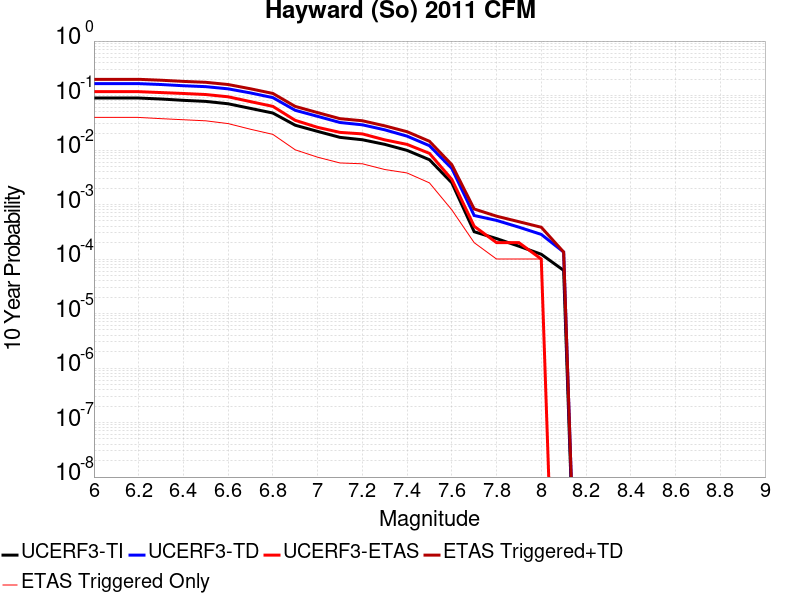 Hayward (So) 2011 CFM
10 Year Probability
10^0
10^-1
10^-2
10^-3
10^-4
10^-5
10^-6
10^-7
10^-8
6 6.2 6.4 6.6 6.8 7 7.2 7.4 7.6 7.8 8 8.2 8.4 8.6 8.8 9
Magnitude
UCERF3-TI UCERF3-TD UCERF3-ETAS ETAS Triggered+TD
ETAS Triggered Only